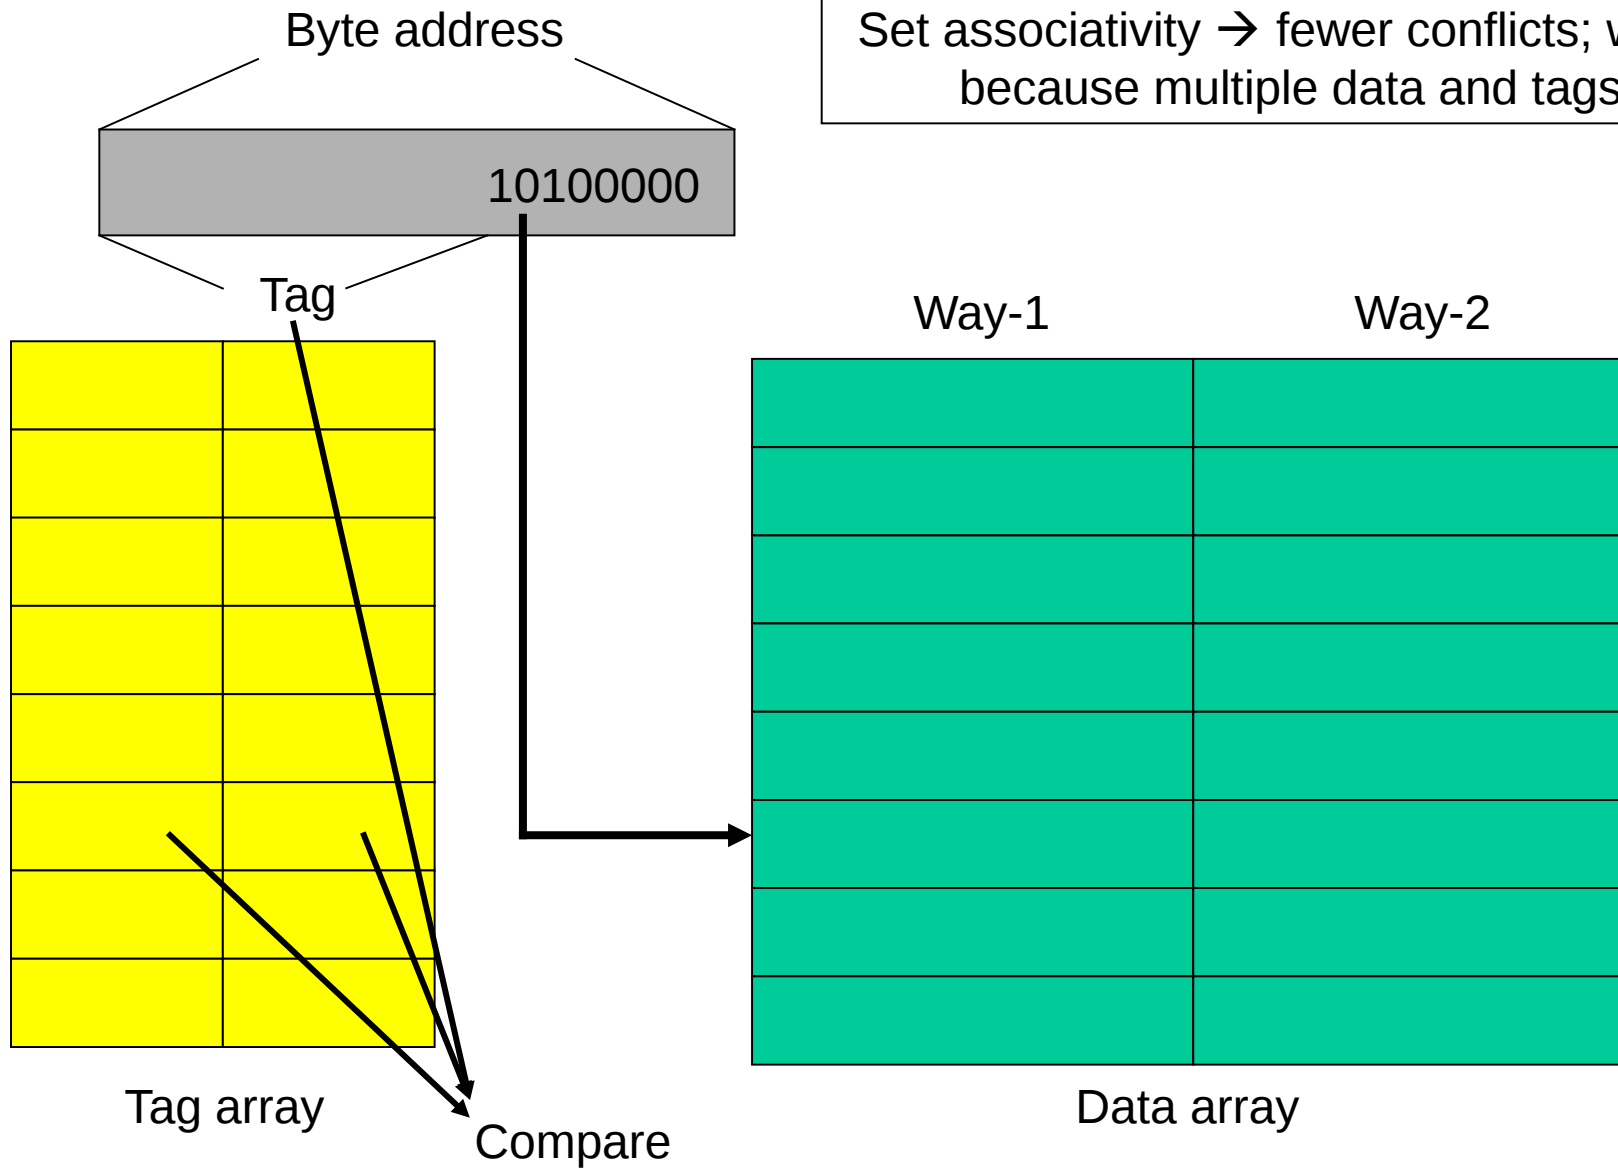 Byte address
Set associativity → fewer conflicts;
because multiple data and tags
10100000
Tag
Way-1 Way-2
Tag array
Data array
Compare